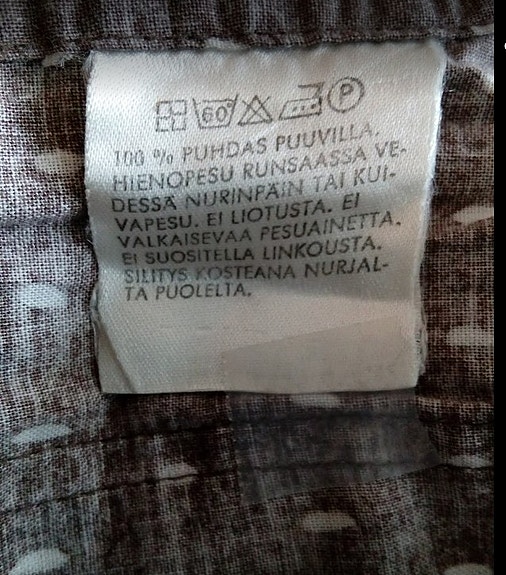 60° P
100 % PUHDAS PUUVILLA.
HIENOPESU RUNSAASSA VE-
DESSÄ NURINPÄIN TAI KUI-
VAPESU. EI LIOTUSTA. EI
VALKAISEVAA PESUAINETTA.
EI SUOSITELLA LINKOUSTA.
SILITYS KOSTEANA NURJAL-
TA PUOLELTA.